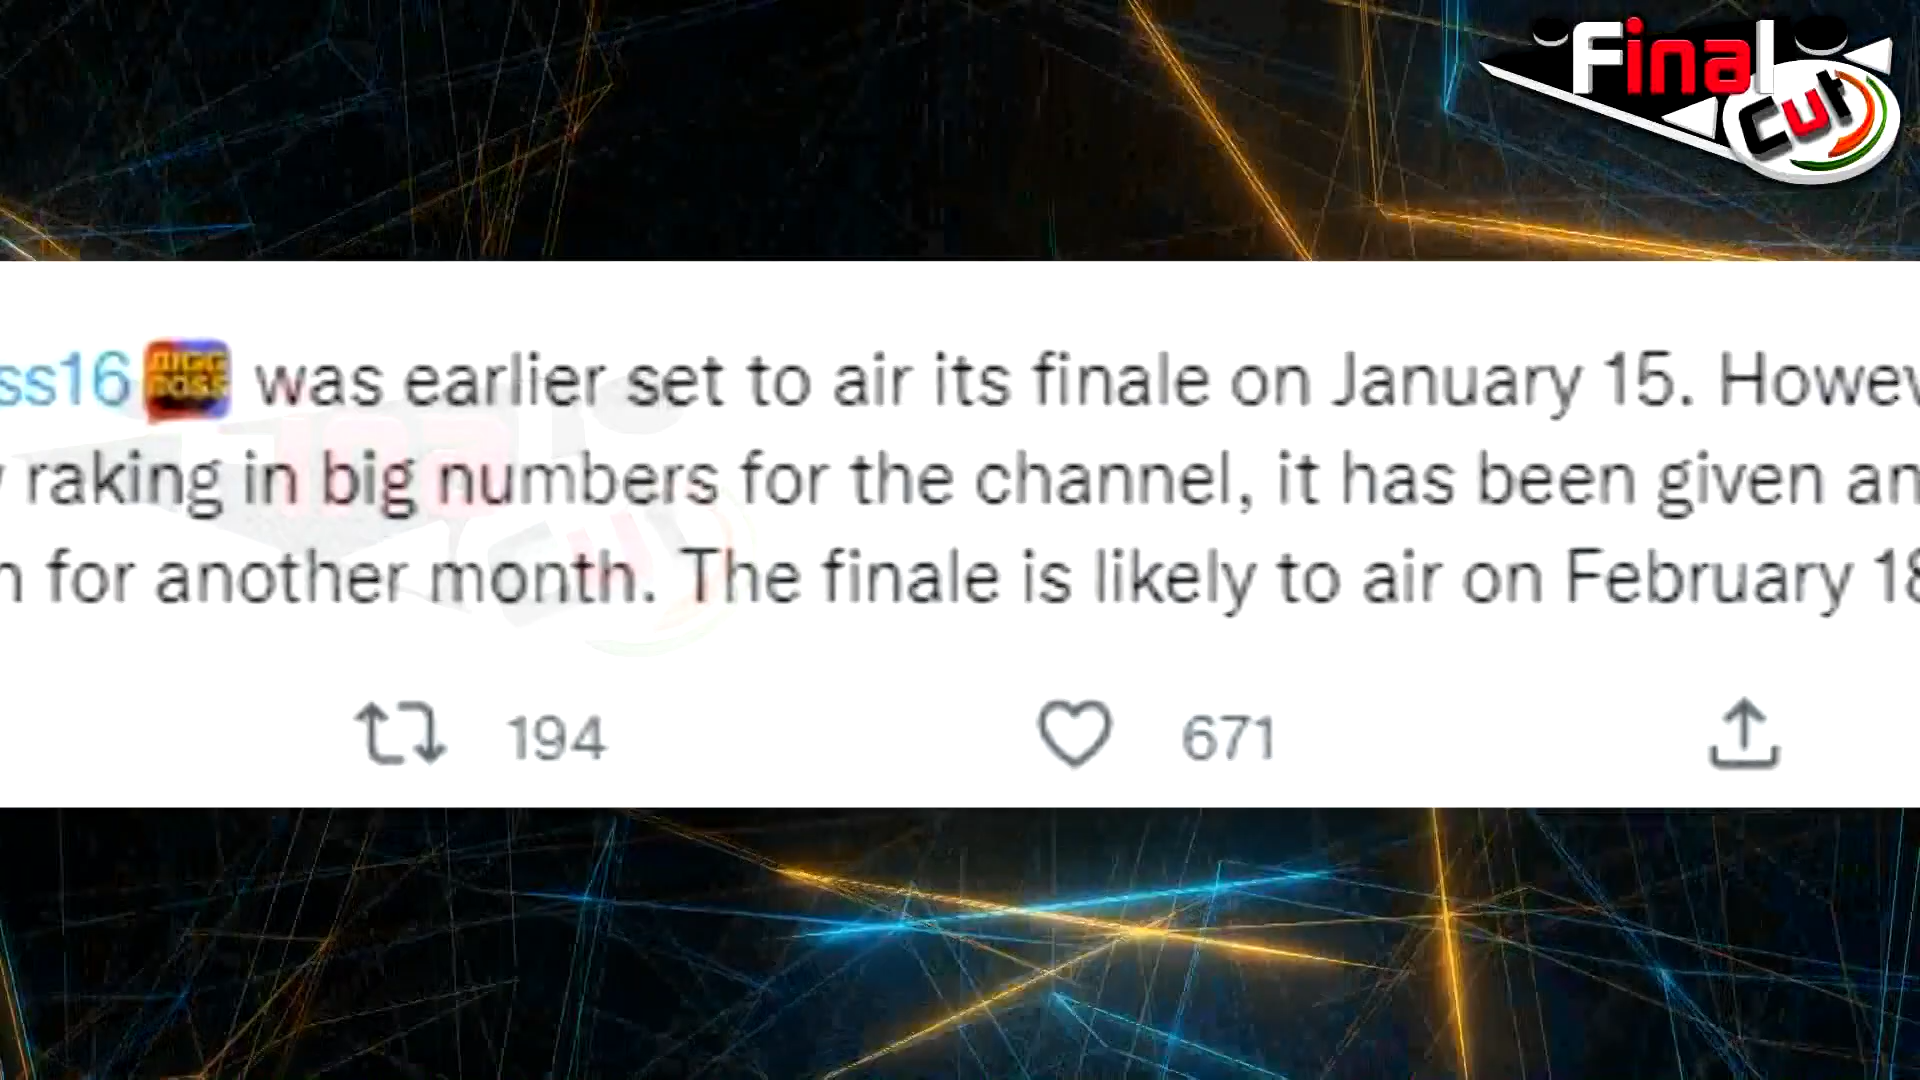 Final
Cut
ss16 BIGG BOSS was earlier set to air its finale on January 15. Howev
raking in big numbers for the channel, it has been given an
for another month. The finale is likely to air on February 18
194 671